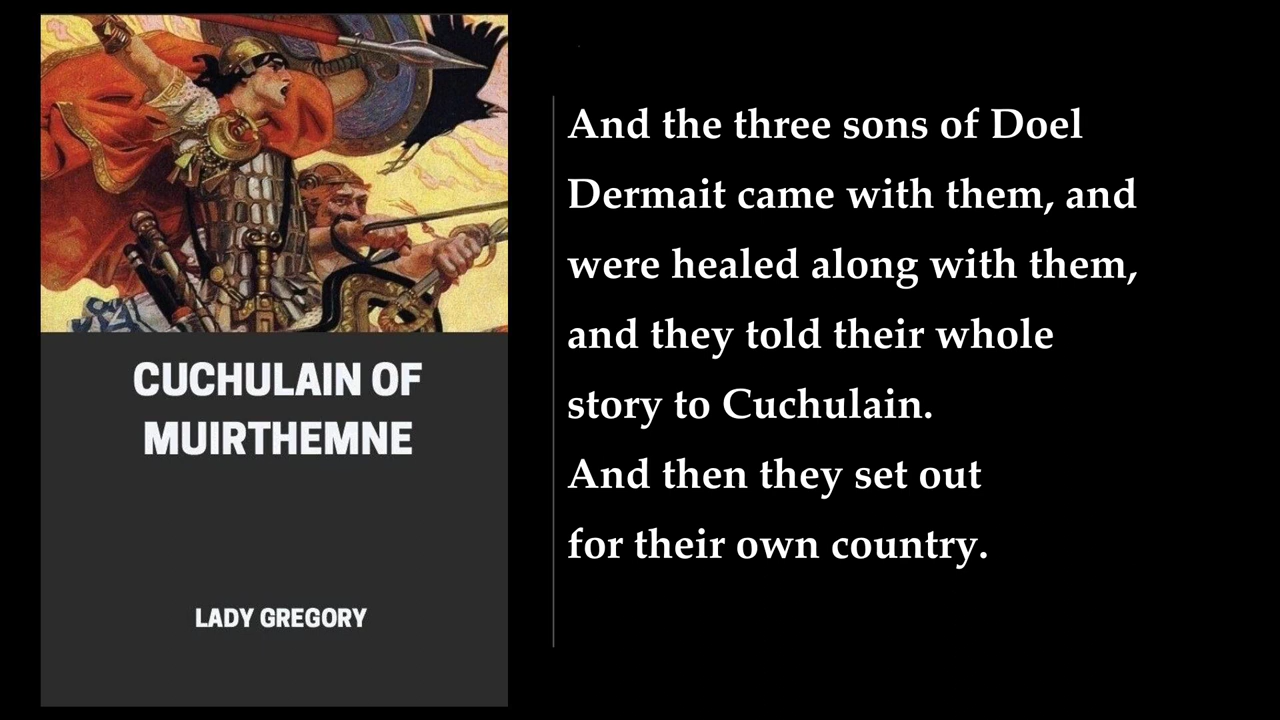 CUCHULAIN OF
MUIRTHEMNE
LADY GREGORY
And the three sons of Doel
Dermait came with them, and
were healed along with them,
and they told their whole
story to Cuchulain.
And then they set out
for their own country.